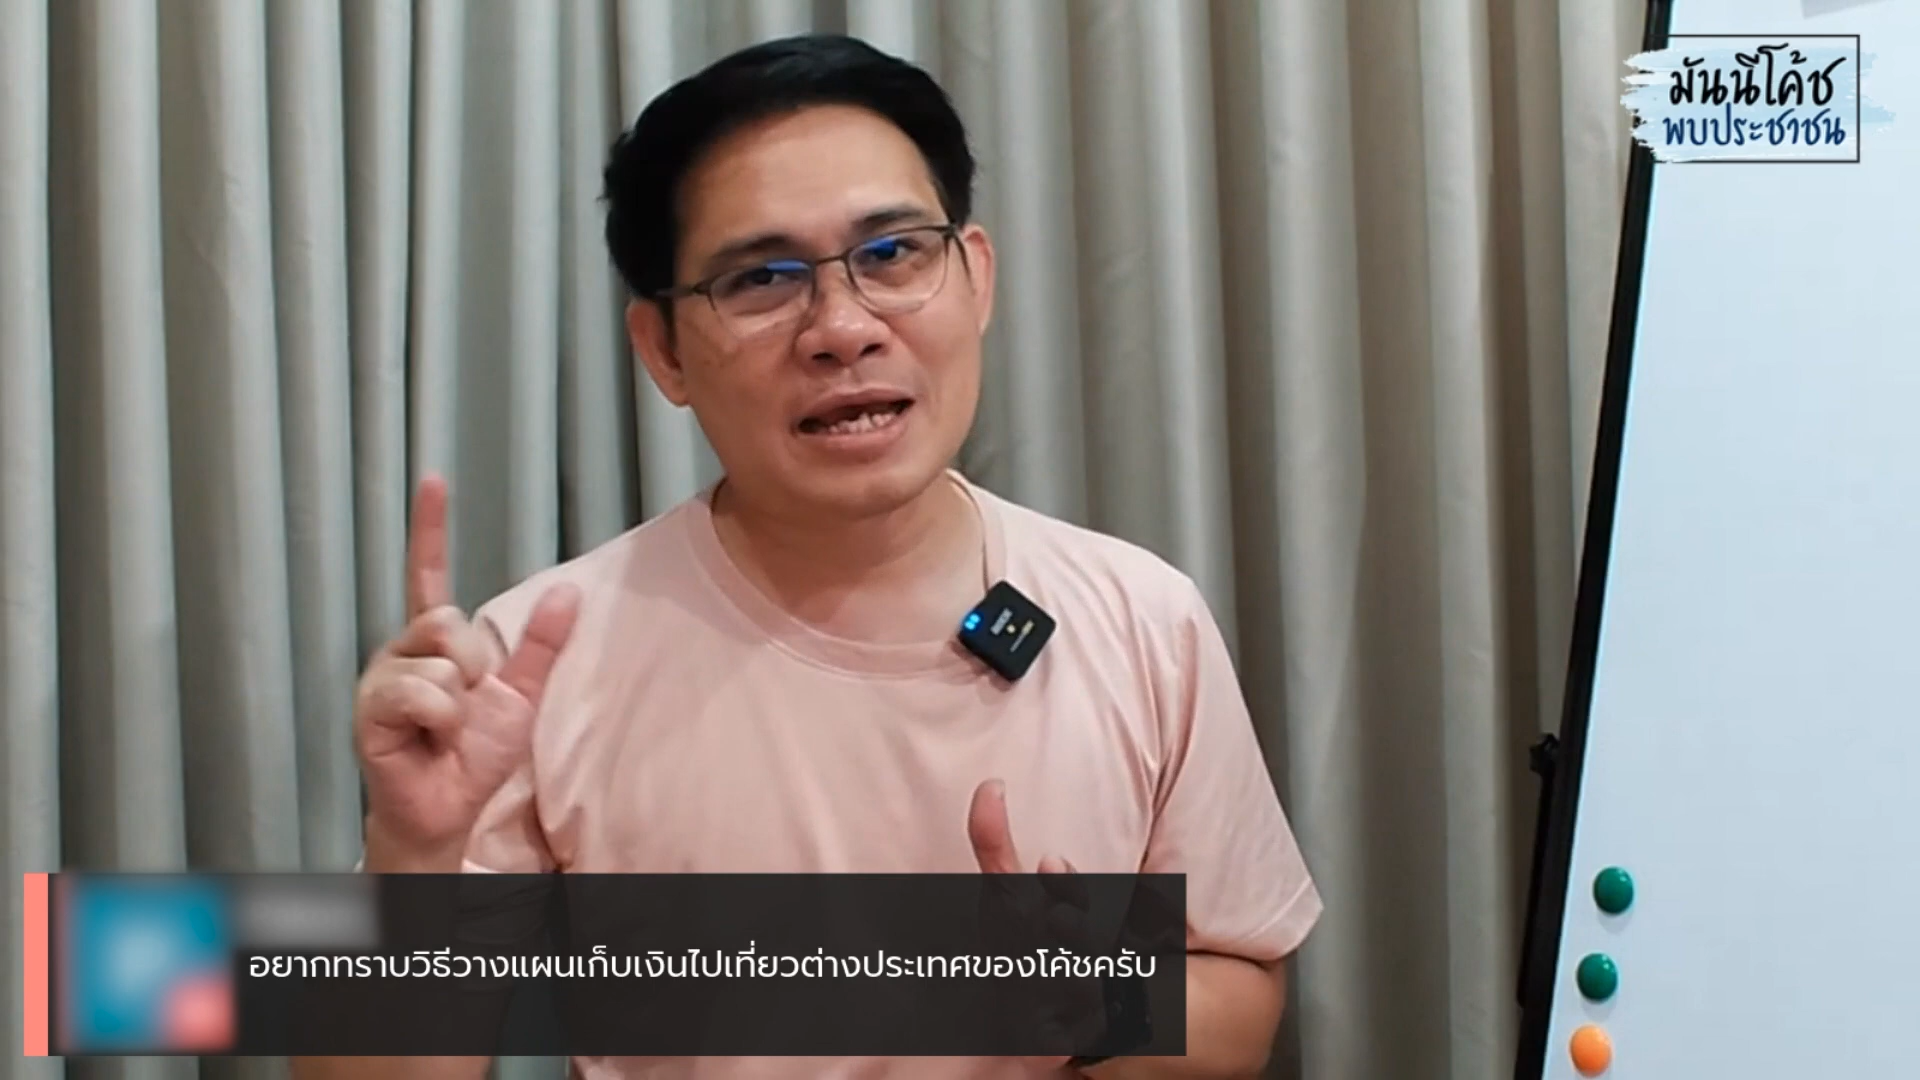 มันนี่โค้ช
พบประชาชน
อยากทราบวิธีวางแผนเก็บเงินไปเที่ยวต่างประเทศของโค้ชครับ